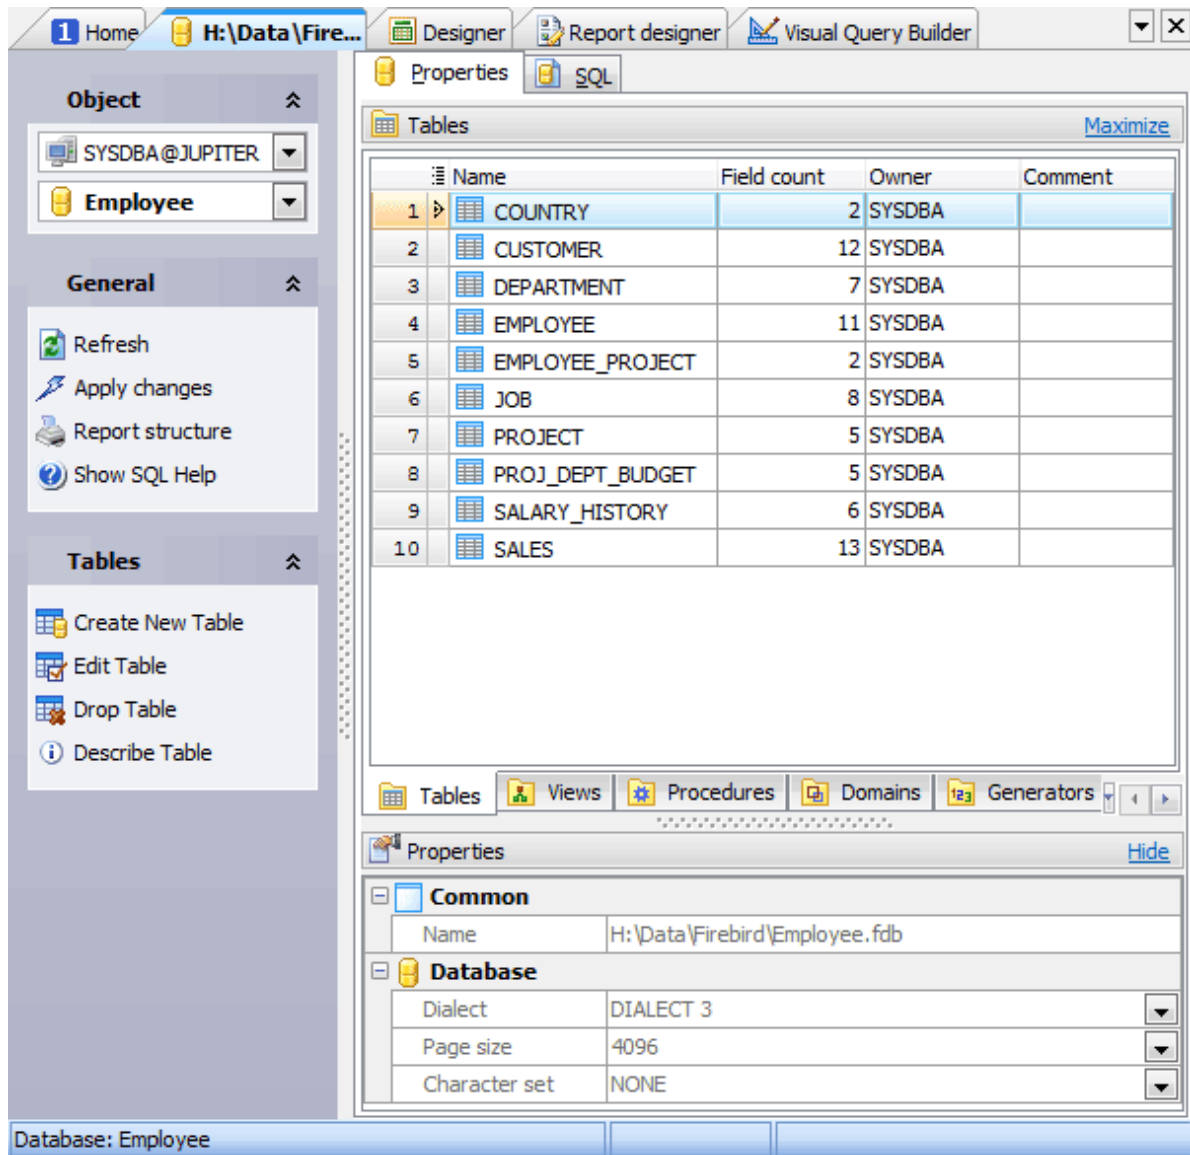 1 Home H:\Data\Fire... Designer Report designer Visual Query Builder
Properties SQL
Object
SYSDBA@JUPITER
Employee
General
Refresh
Apply changes
Report structure
Show SQL Help
Tables
Create New Table
Edit Table
Drop Table
Describe Table
Tables Maximize
Name Field count Owner Comment
1 COUNTRY 2 SYSDBA
2 CUSTOMER 12 SYSDBA
3 DEPARTMENT 7 SYSDBA
4 EMPLOYEE 11 SYSDBA
5 EMPLOYEE_PROJECT 2 SYSDBA
6 JOB 8 SYSDBA
7 PROJECT 5 SYSDBA
8 PROJ_DEPT_BUDGET 5 SYSDBA
9 SALARY_HISTORY 6 SYSDBA
10 SALES 13 SYSDBA
Tables Views Procedures Domains 123 Generators
Properties Hide
Common
Name H:\Data\Firebird\Employee.fdb
Database
Dialect DIALECT 3
Page size 4096
Character set NONE
Database: Employee